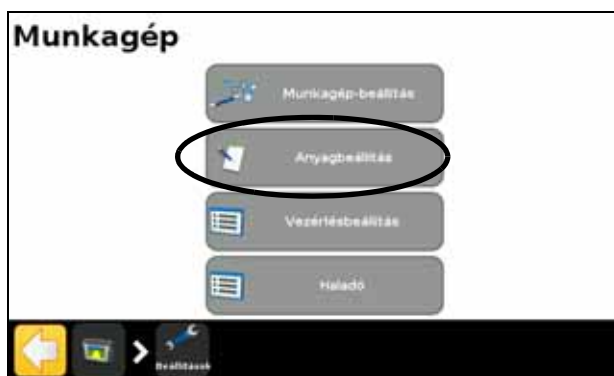 Munkagép
Munkagép-beállítás
Anyagbeállítás
Vezérlésbeállítás
Haladó
Beállítások